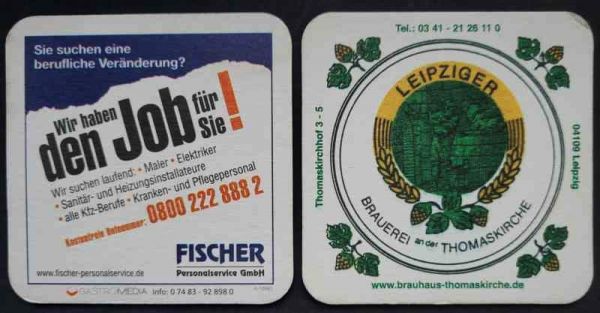 Sie suchen eine
berufliche Veränderung?
Wir haben
den Job für
Sie!
Wir suchen laufend: • Maler • Elektriker
• Sanitär- und Heizungsinstallateure
• alle Kfz-Berufe • Kranken- und Pflegepersonal
Kostenfreie Rufnummer: 0800 222 888 2
FISCHER
Personalservice GmbH
www.fischer-personalservice.de
GASTROMEDIA Info: 0 74 83 - 92 898 0
Tel.: 03 41 - 21 26 11 0
LEIPZIGER
Thomaskirchhof 3 - 5
04109 Leipzig
BRAUEREI an der THOMASKIRCHE
www.brauhaus-thomaskirche.de